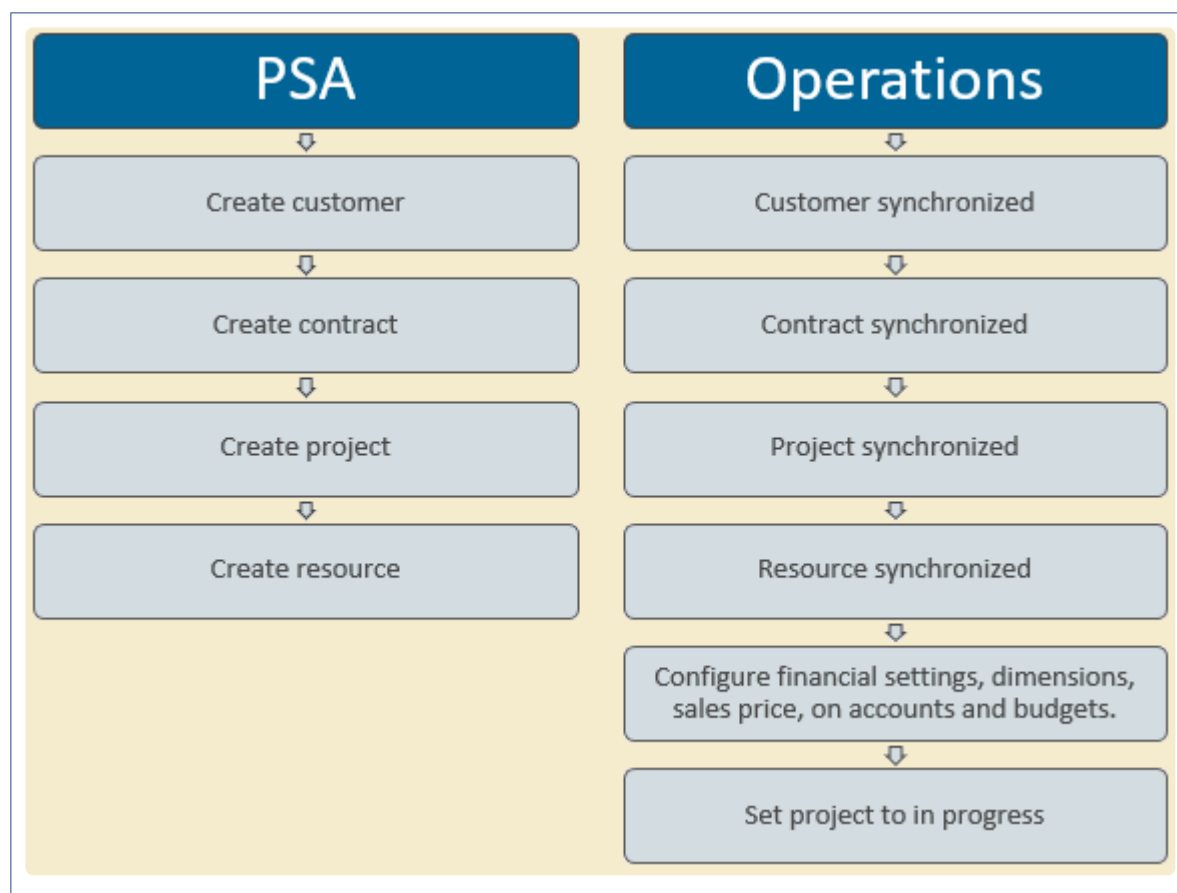 PSA
Create customer
Create contract
Create project
Create resource
Operations
Customer synchronized
Contract synchronized
Project synchronized
Resource synchronized
Configure financial settings, dimensions,
sales price, on accounts and budgets.
Set project to in progress